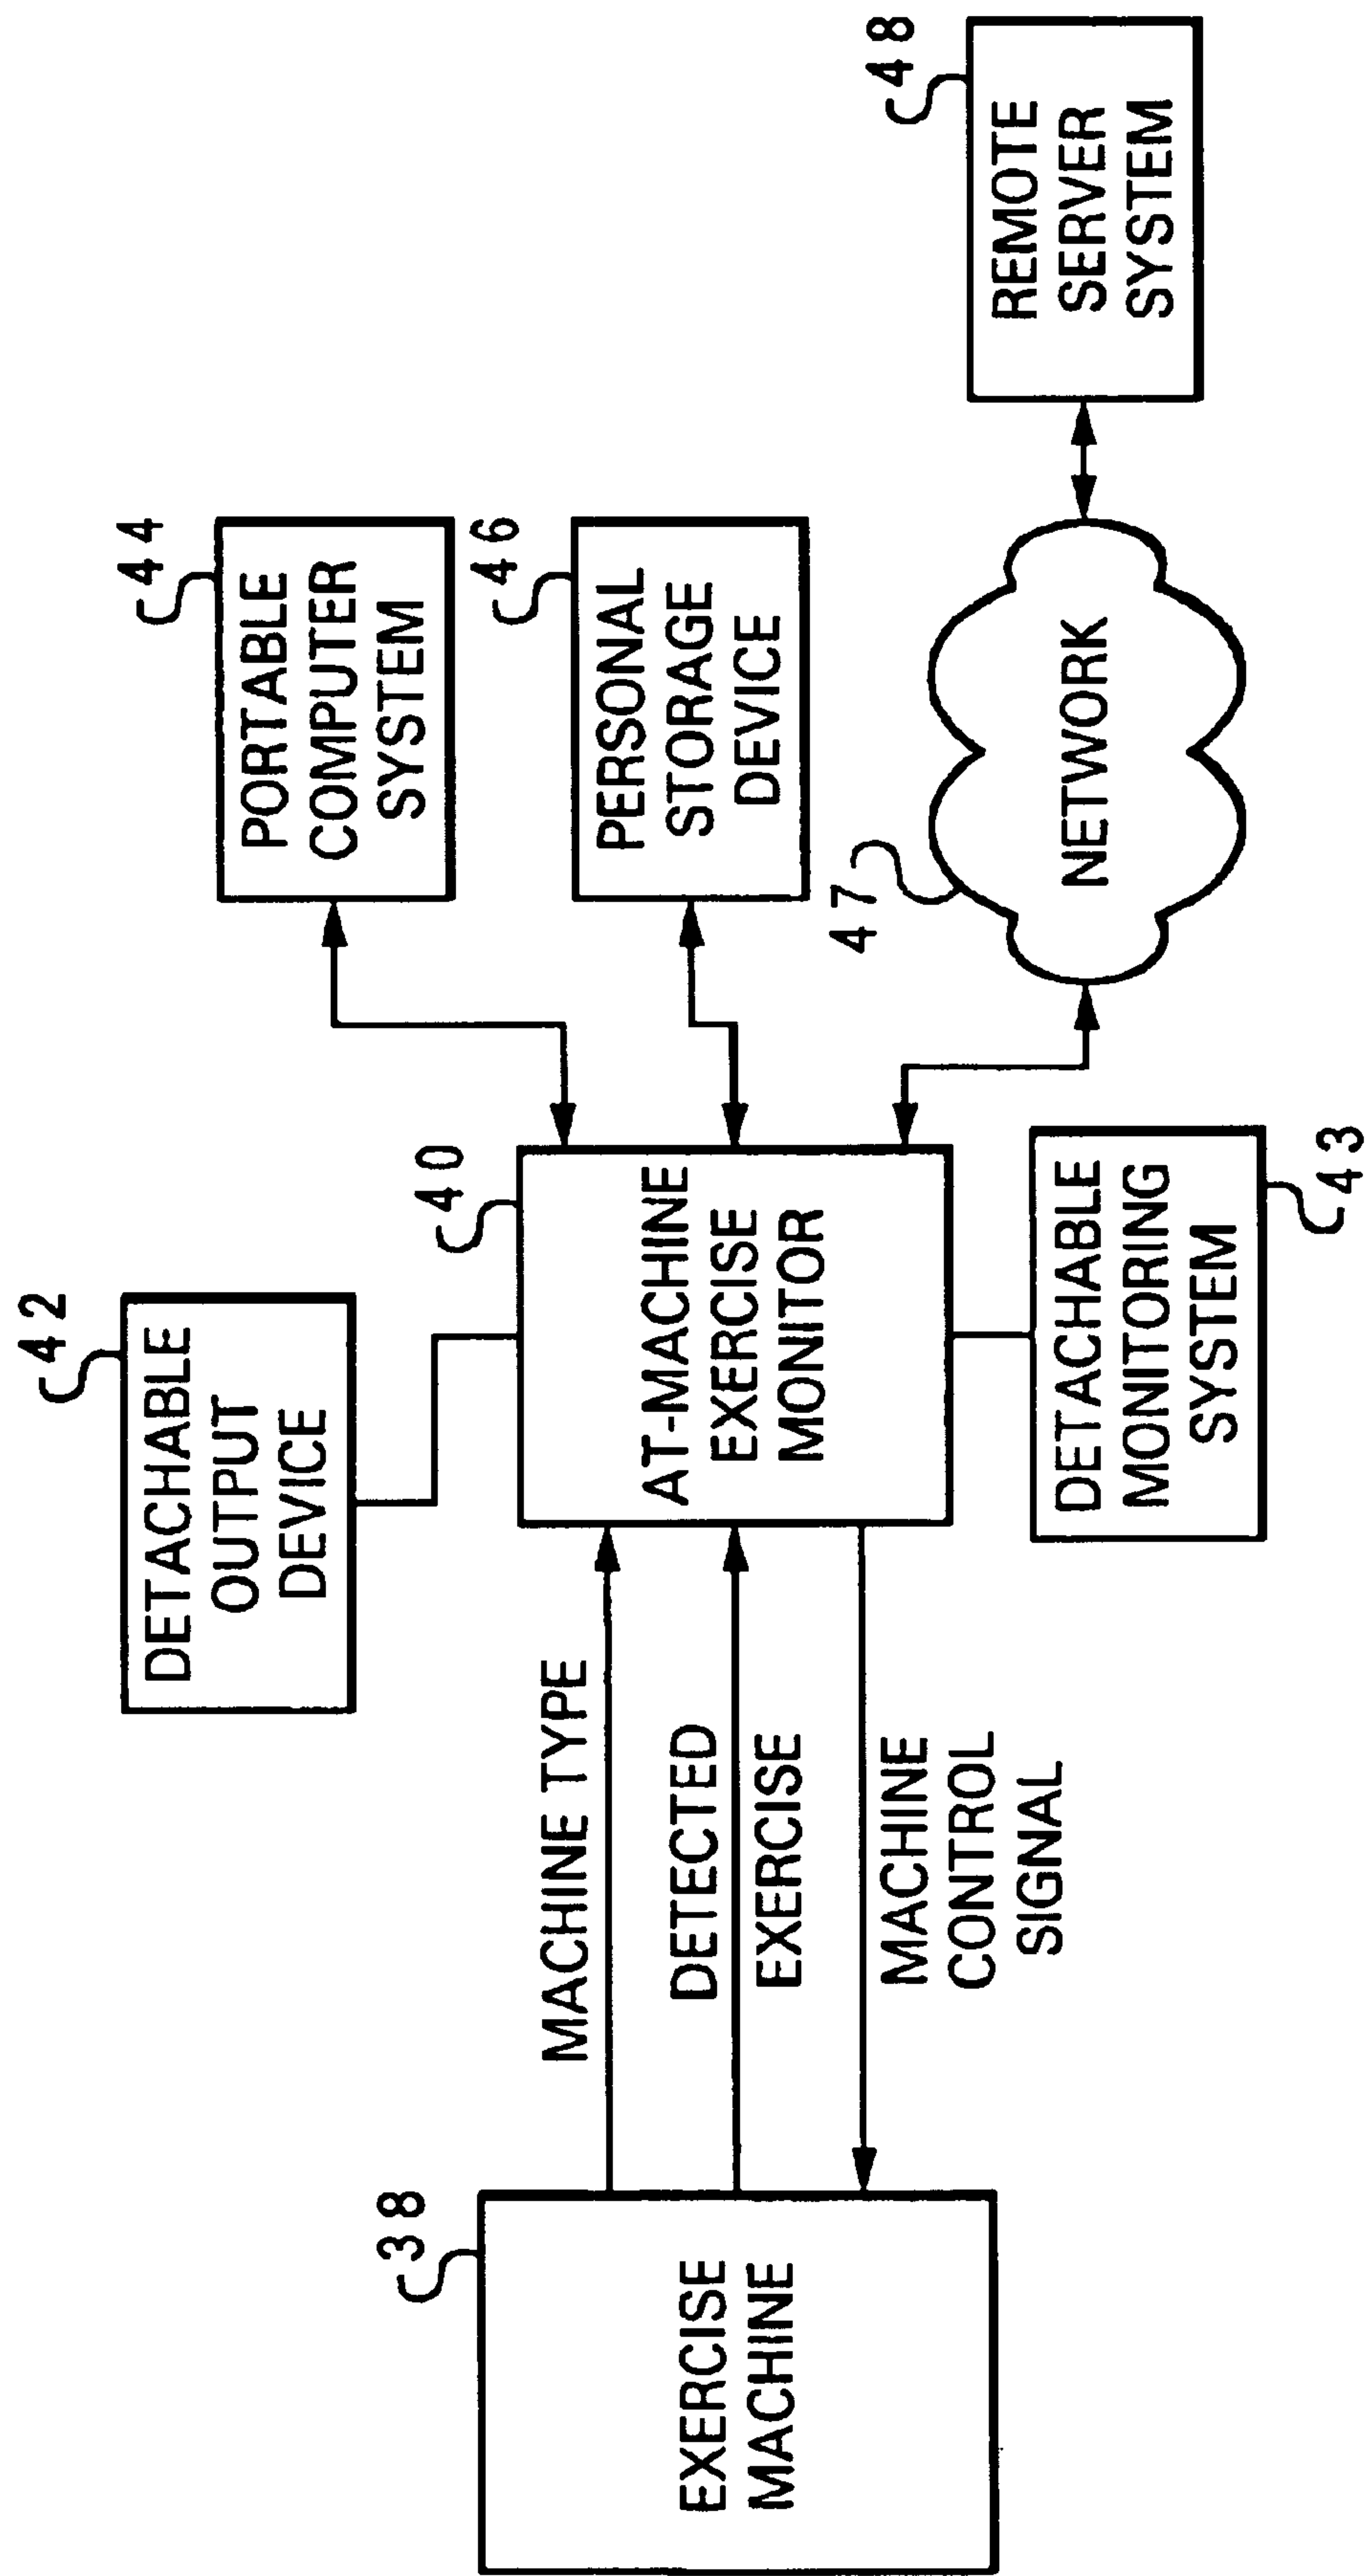 42
DETACHABLE
OUTPUT
DEVICE
44
PORTABLE
COMPUTER
SYSTEM
38
EXERCISE
MACHINE
MACHINE TYPE
DETECTED
EXERCISE
MACHINE
CONTROL
SIGNAL
40
AT-MACHINE
EXERCISE
MONITOR
46
PERSONAL
STORAGE
DEVICE
43
DETACHABLE
MONITORING
SYSTEM
47
NETWORK
48
REMOTE
SERVER
SYSTEM